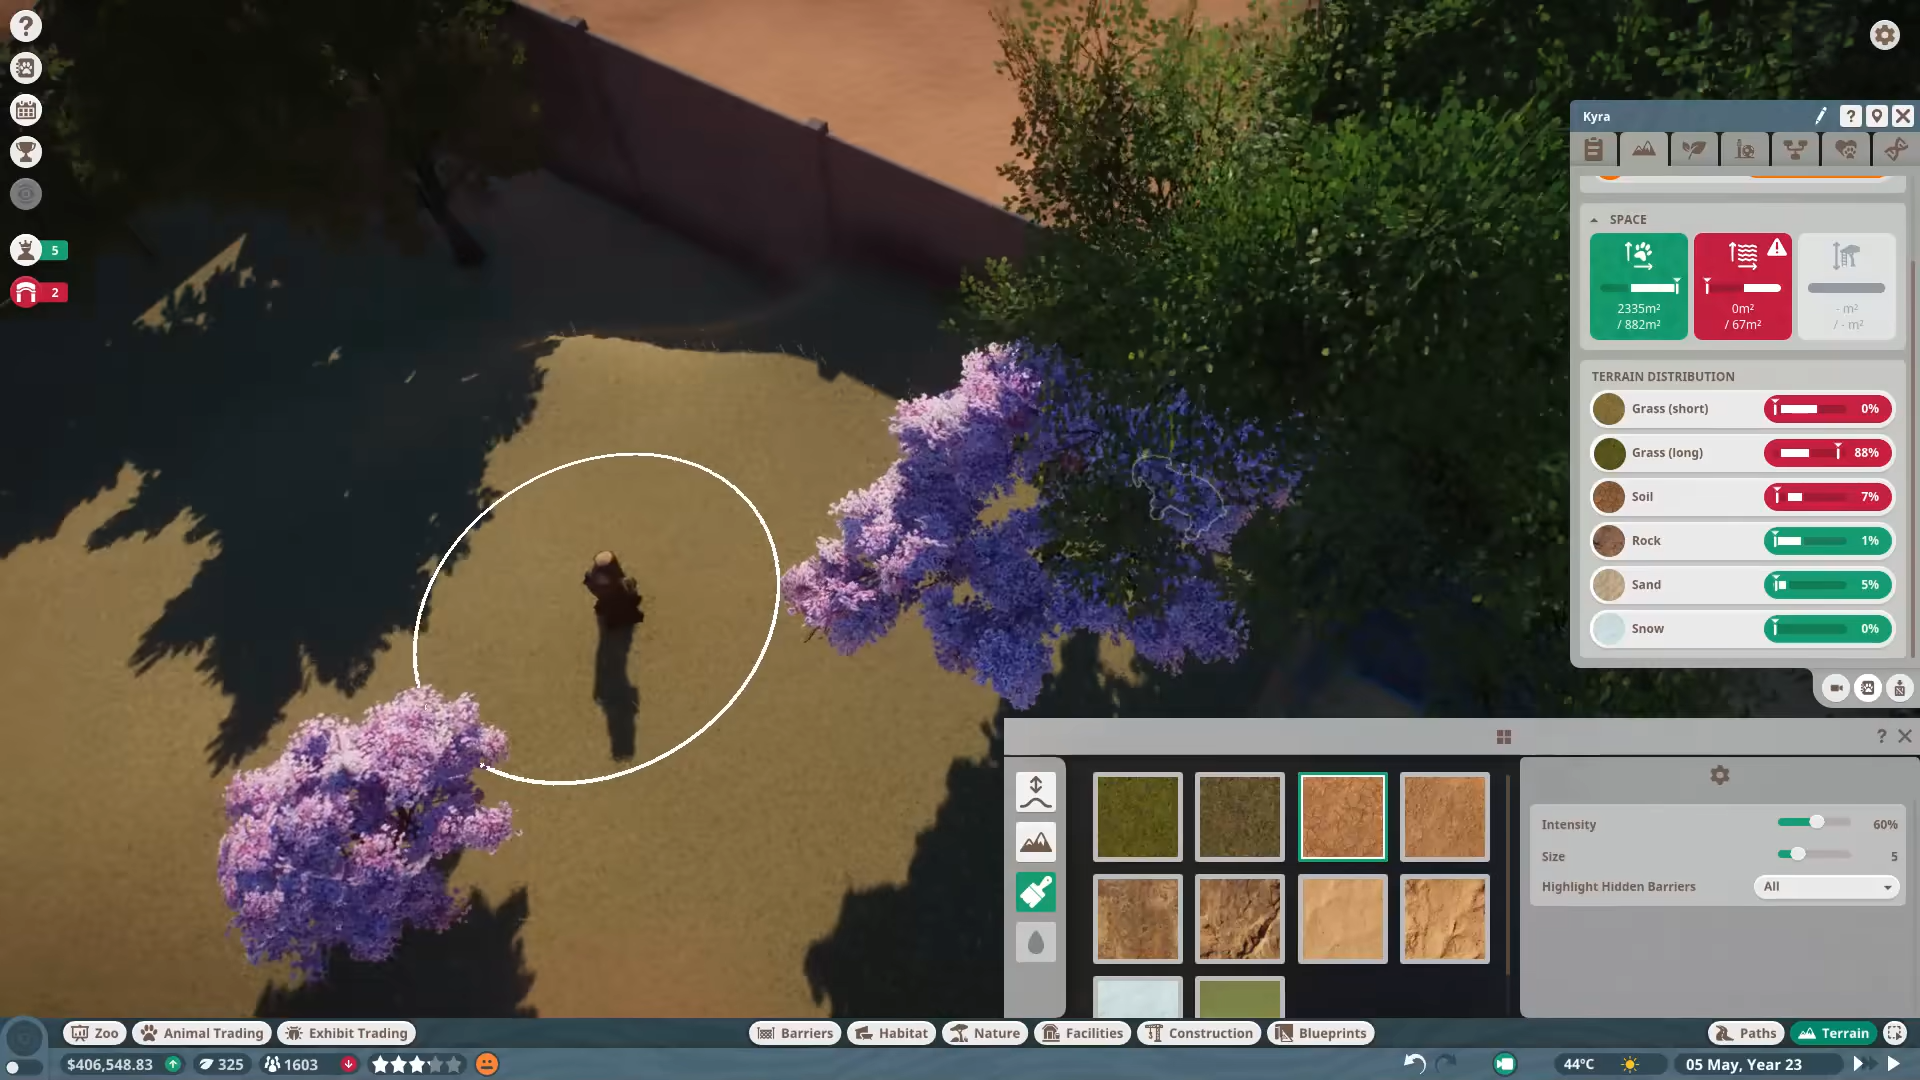 5
2
Kyra
?
SPACE
2335m²
/ 882m²
0m²
/ 67m²
- m²
/ - m²
TERRAIN DISTRIBUTION
Grass (short) 0%
Grass (long) 88%
Soil 7%
Rock 1%
Sand 5%
Snow 0%
?
Intensity 60%
Size 5
Highlight Hidden Barriers All
Zoo Animal Trading Exhibit Trading Barriers Habitat Nature Facilities Construction Blueprints Paths Terrain
$406,548.83 325 1603 44°C 05 May, Year 23